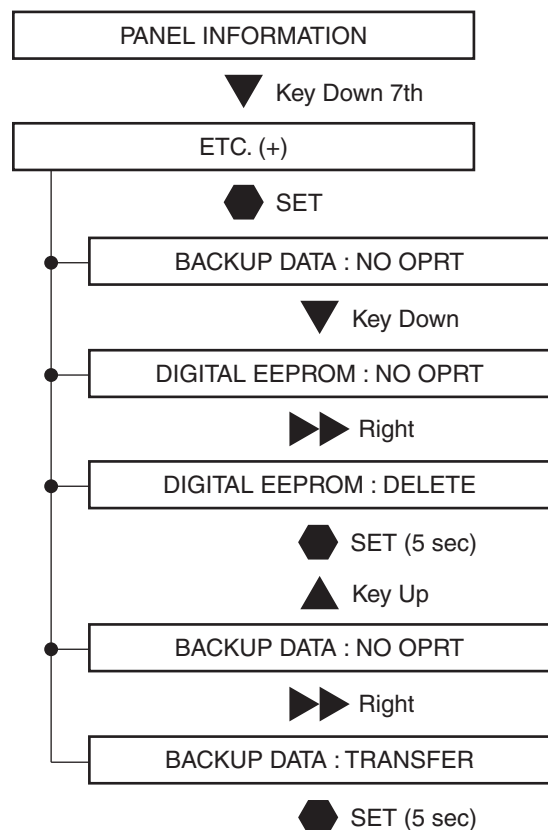 PANEL INFORMATION
Key Down 7th
ETC. (+)
SET
BACKUP DATA : NO OPRT
Key Down
DIGITAL EEPROM : NO OPRT
Right
DIGITAL EEPROM : DELETE
SET (5 sec)
Key Up
BACKUP DATA : NO OPRT
Right
BACKUP DATA : TRANSFER
SET (5 sec)